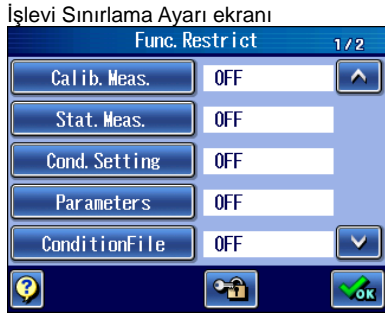 İşlevi Sınırlama Ayarı ekranı
Func.Restrict 1/2
Calib.Meas. OFF
Stat.Meas. OFF
Cond.Setting OFF
Parameters OFF
ConditionFile OFF
? OK